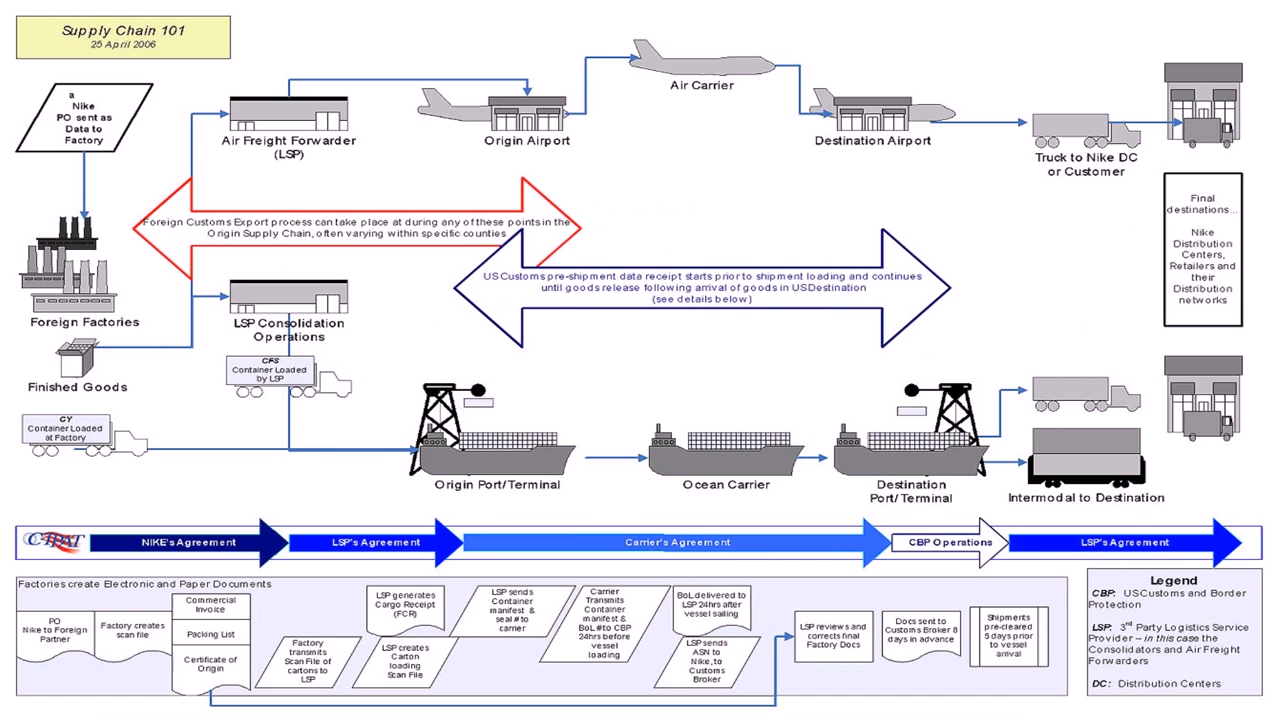 Supply Chain 101
25 April 2006
a
Nike
PO sent as
Data to
Factory
Air Freight Forwarder
(LSP)
Origin Airport
Air Carrier
Destination Airport
Truck to Nike DC
or Customer
Foreign Customs Export process can take place at during any of these points in the
Origin Supply Chain, often varying within specific counties
US Customs pre-shipment data receipt starts prior to shipment loading and continues
until goods release following arrival of goods in US Destination
(see details below)
Final
destinations...
Nike
Distribution
Centers,
Retailers and
their
Distribution
networks
Foreign Factories
LSP Consolidation
Operations
Finished Goods
CFS
Container Loaded
by LSP
CY
Container Loaded
at Factory
Origin Port/Terminal
Ocean Carrier
Destination
Port/Terminal
Intermodal to Destination
C-TPAT
NIKE's Agreement
LSP's Agreement
Carrier's Agreement
CBP Operations
LSP's Agreement
Factories create Electronic and Paper Documents
PO
Nike to Foreign
Partner
Factory creates
scan file
Commercial
Invoice
Packing List
Certificate of
Origin
Factory
transmits
Scan File of
cartons to
LSP
LSP generates
Cargo Receipt
(FCR)
LSP creates
Carton
loading
Scan File
LSP sends
Container
manifest &
seal # to
carrier
Carrier
Transmits
Container
manifest &
BoL # to CBP
24hrs before
vessel
loading
BoL delivered to
LSP 24hrs after
vessel sailing
LSP sends
ASN to
Nike, to
Customs
Broker
LSP reviews and
corrects final
Factory Docs
Docs sent to
Customs Broker 8
days in advance
Shipments
pre-cleared
5 days prior
to vessel
arrival
Legend
CBP: US Customs and Border
Protection
LSP: 3rd Party Logistics Service
Provider – in this case the
Consolidators and Air Freight
Forwarders
DC: Distribution Centers